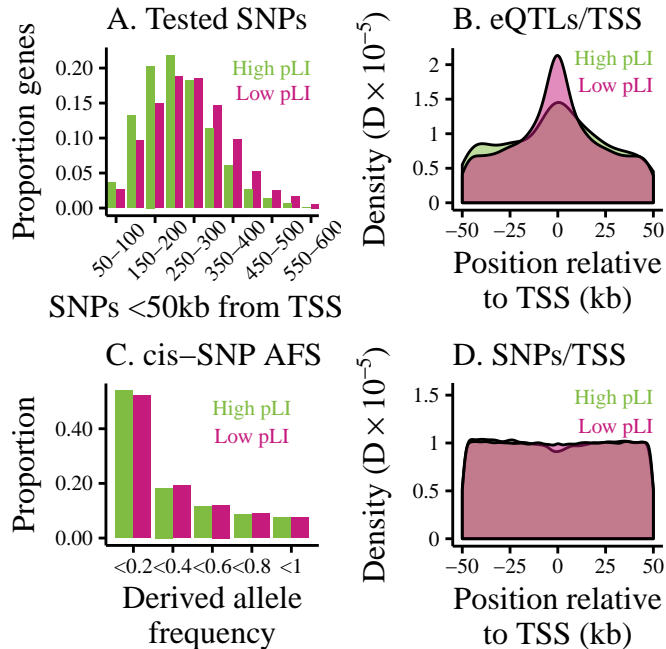 A. Tested SNPs
Proportion genes
0.20
0.15
0.10
0.05
0.00
High pLI
Low pLI
50−100
150−200
250−300
350−400
450−500
550−600
SNPs <50kb from TSS
B. eQTLs/TSS
Density (D × 10⁻⁵)
2
1.5
1
0.5
0
High pLI
Low pLI
−50
−25
0
25
50
Position relative
to TSS (kb)
C. cis−SNP AFS
Proportion
0.40
0.20
0.00
High pLI
Low pLI
<0.2
<0.4
<0.6
<0.8
<1
Derived allele
frequency
D. SNPs/TSS
Density (D × 10⁻⁵)
1.5
1
0.5
0
High pLI
Low pLI
−50
−25
0
25
50
Position relative
to TSS (kb)